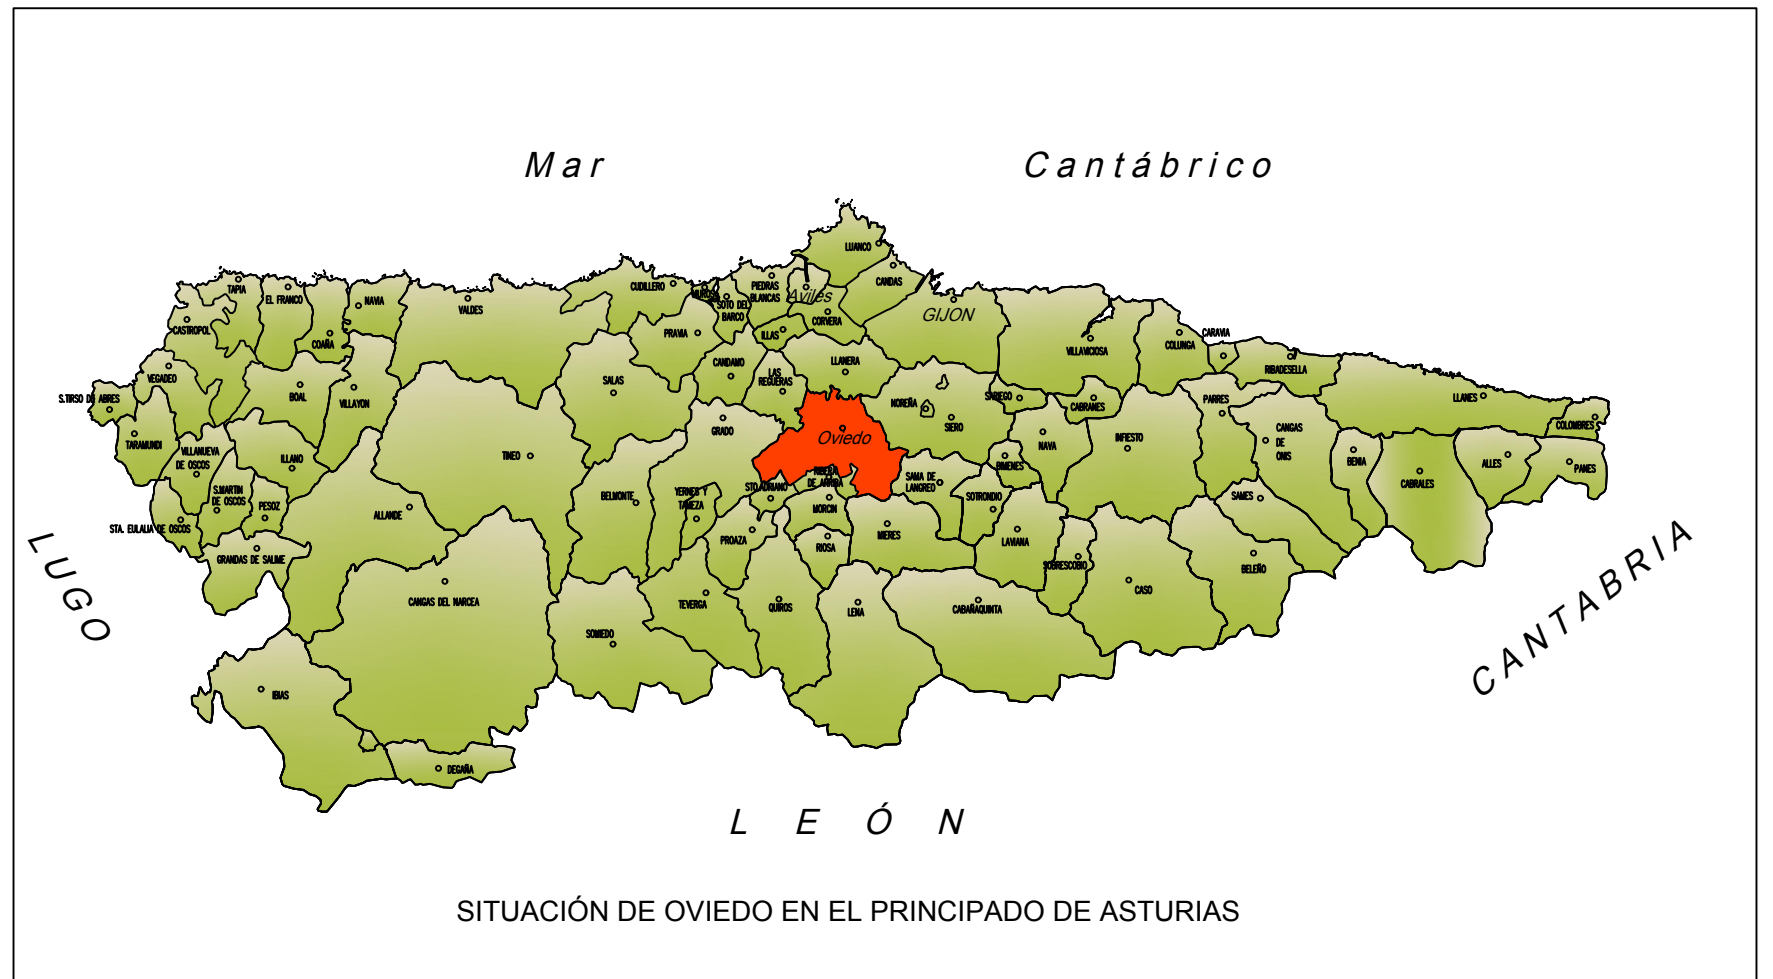 Mar Cantábrico
LUANCO
CANDAS
TAPIA
EL FRANCO
NAVIA
VALDES
CUDILLERO
MUROS
PIEDRAS
BLANCAS
Avilés
SOTO DEL
BARCO
CORVERA
GIJON
CASTROPOL
COAÑA
PRAVIA
ILLAS
VILLAVICIOSA
COLUNGA
CARAVIA
RIBADESELLA
LLANERA
CANDAMO
LAS
REGUERAS
SALAS
VEGADEO
S.TIRSO DE ABRES
BOAL
VILLAYON
NOREÑA
SIERO
SARIEGO
CABRANES
PARRES
LLANES
COLOMBRES
TARAMUNDI
VILLANUEVA
DE OSCOS
ILLANO
TINEO
GRADO
Oviedo
NAVA
INFIESTO
CANGAS
DE
ONIS
BENIA
CABRALES
ALLES
PANES
BIMENES
S.MARTIN
DE OSCOS
PESOZ
ALLANDE
BELMONTE
YERNES Y
TAMEZA
STO.ADRIANO
RIBERA
DE ARRIBA
MORCIN
SAMA DE
LANGREO
SOTRONDIO
SAMES
STA. EULALIA DE OSCOS
GRANDAS DE SALIME
PROAZA
RIOSA
MIERES
LAVIANA
SOBRESCOBIO
BELEÑO
CANGAS DEL NARCEA
TEVERGA
QUIROS
LENA
CABAÑAQUINTA
CASO
SOMIEDO
IBIAS
DEGAÑA
LUGO
CANTABRIA
LEÓN
SITUACIÓN DE OVIEDO EN EL PRINCIPADO DE ASTURIAS